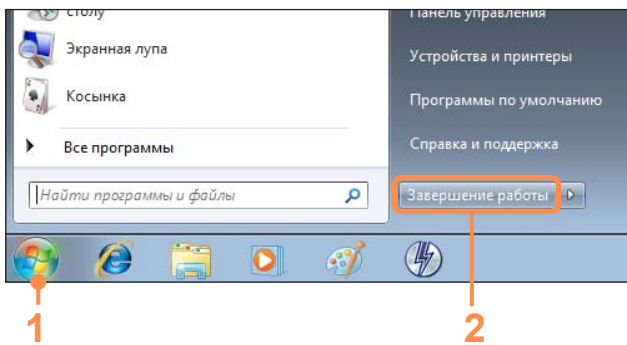 столу
Панель управления
Экранная лупа
Устройства и принтеры
Косынка
Программы по умолчанию
Все программы
Справка и поддержка
Найти программы и файлы
Завершение работы
1
2